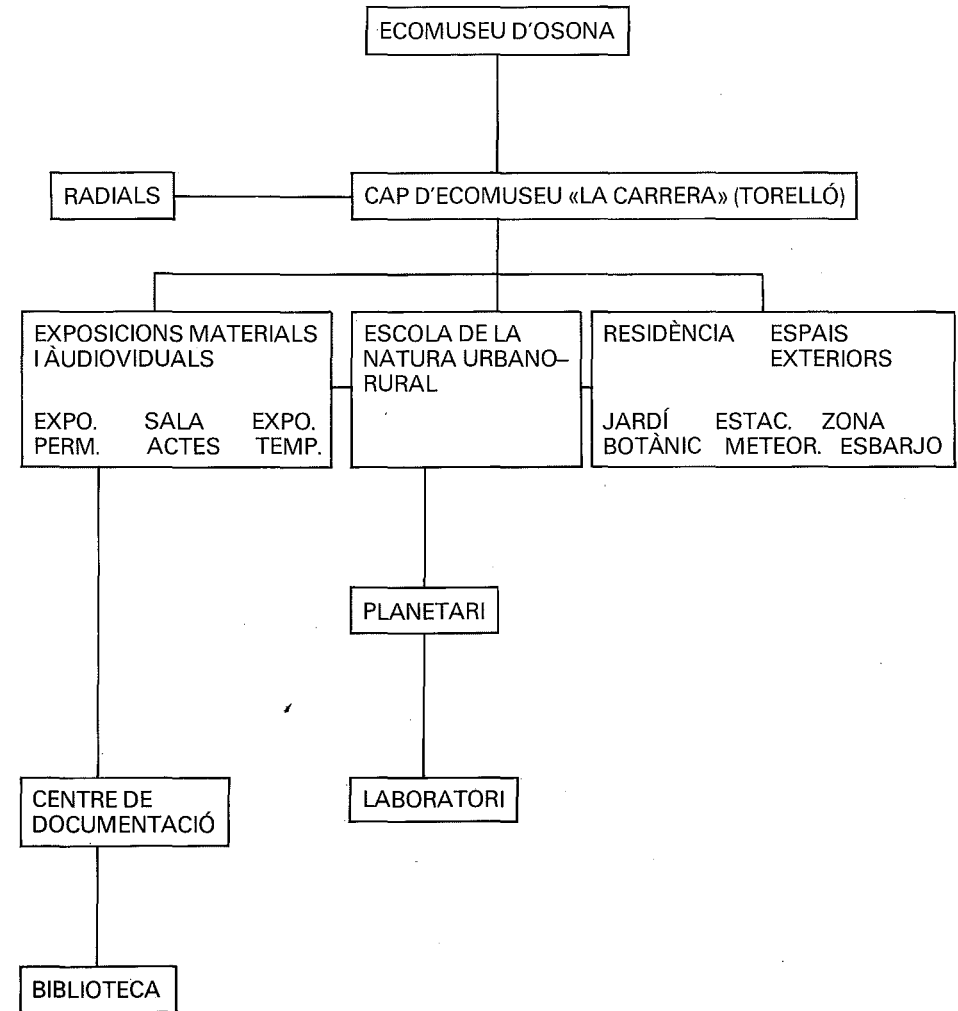 ECOMUSEU D'OSONA
RADIALS
CAP D'ECOMUSEU «LA CARRERA» (TORELLÓ)
EXPOSICIONS MATERIALS
I ÀUDIOVIDUALS
EXPO. SALA EXPO.
PERM. ACTES TEMP.
ESCOLA DE LA
NATURA URBANO–
RURAL
RESIDÈNCIA ESPAIS
EXTERIORS
JARDÍ ESTAC. ZONA
BOTÀNIC METEOR. ESBARJO
PLANETARI
CENTRE DE
DOCUMENTACIÓ
LABORATORI
BIBLIOTECA